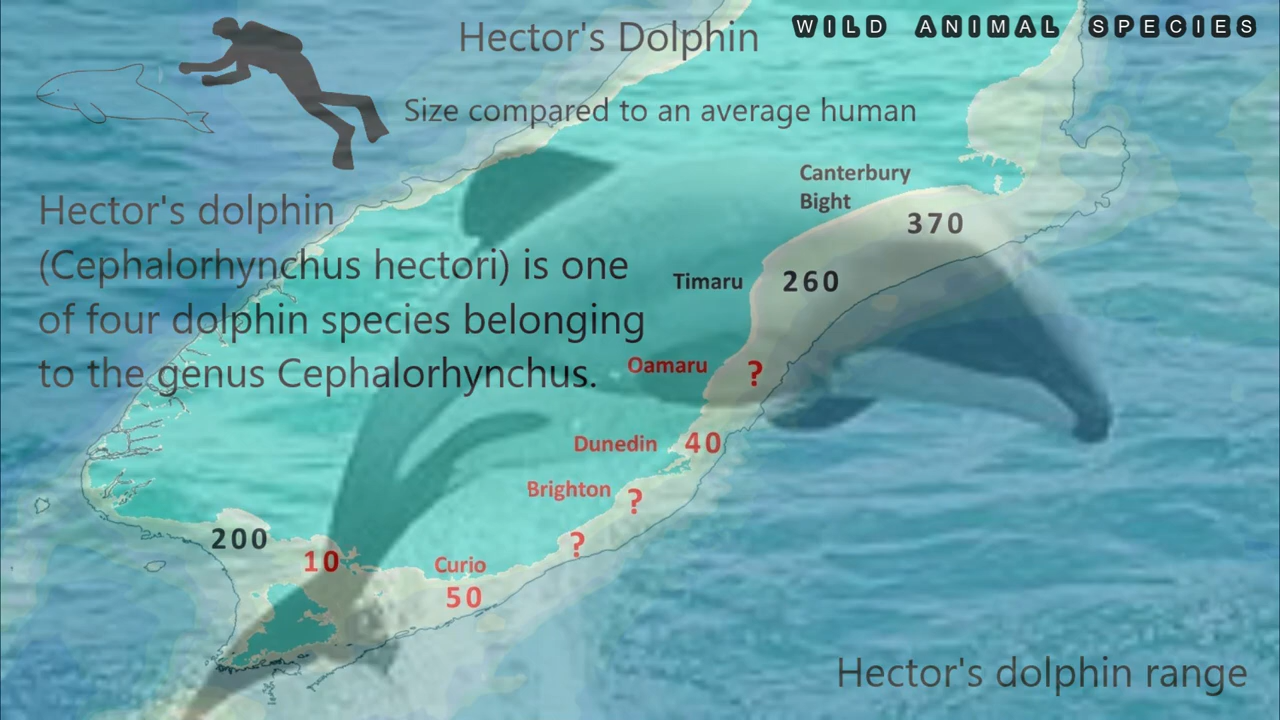 Hector's Dolphin
WILD ANIMAL SPECIES
Size compared to an average human
Hector's dolphin
(Cephalorhynchus hectori) is one
of four dolphin species belonging
to the genus Cephalorhynchus.
Canterbury
Bight
370
Timaru 260
Oamaru ?
Dunedin 40
Brighton ?
?
200
10
Curio
50
Hector's dolphin range